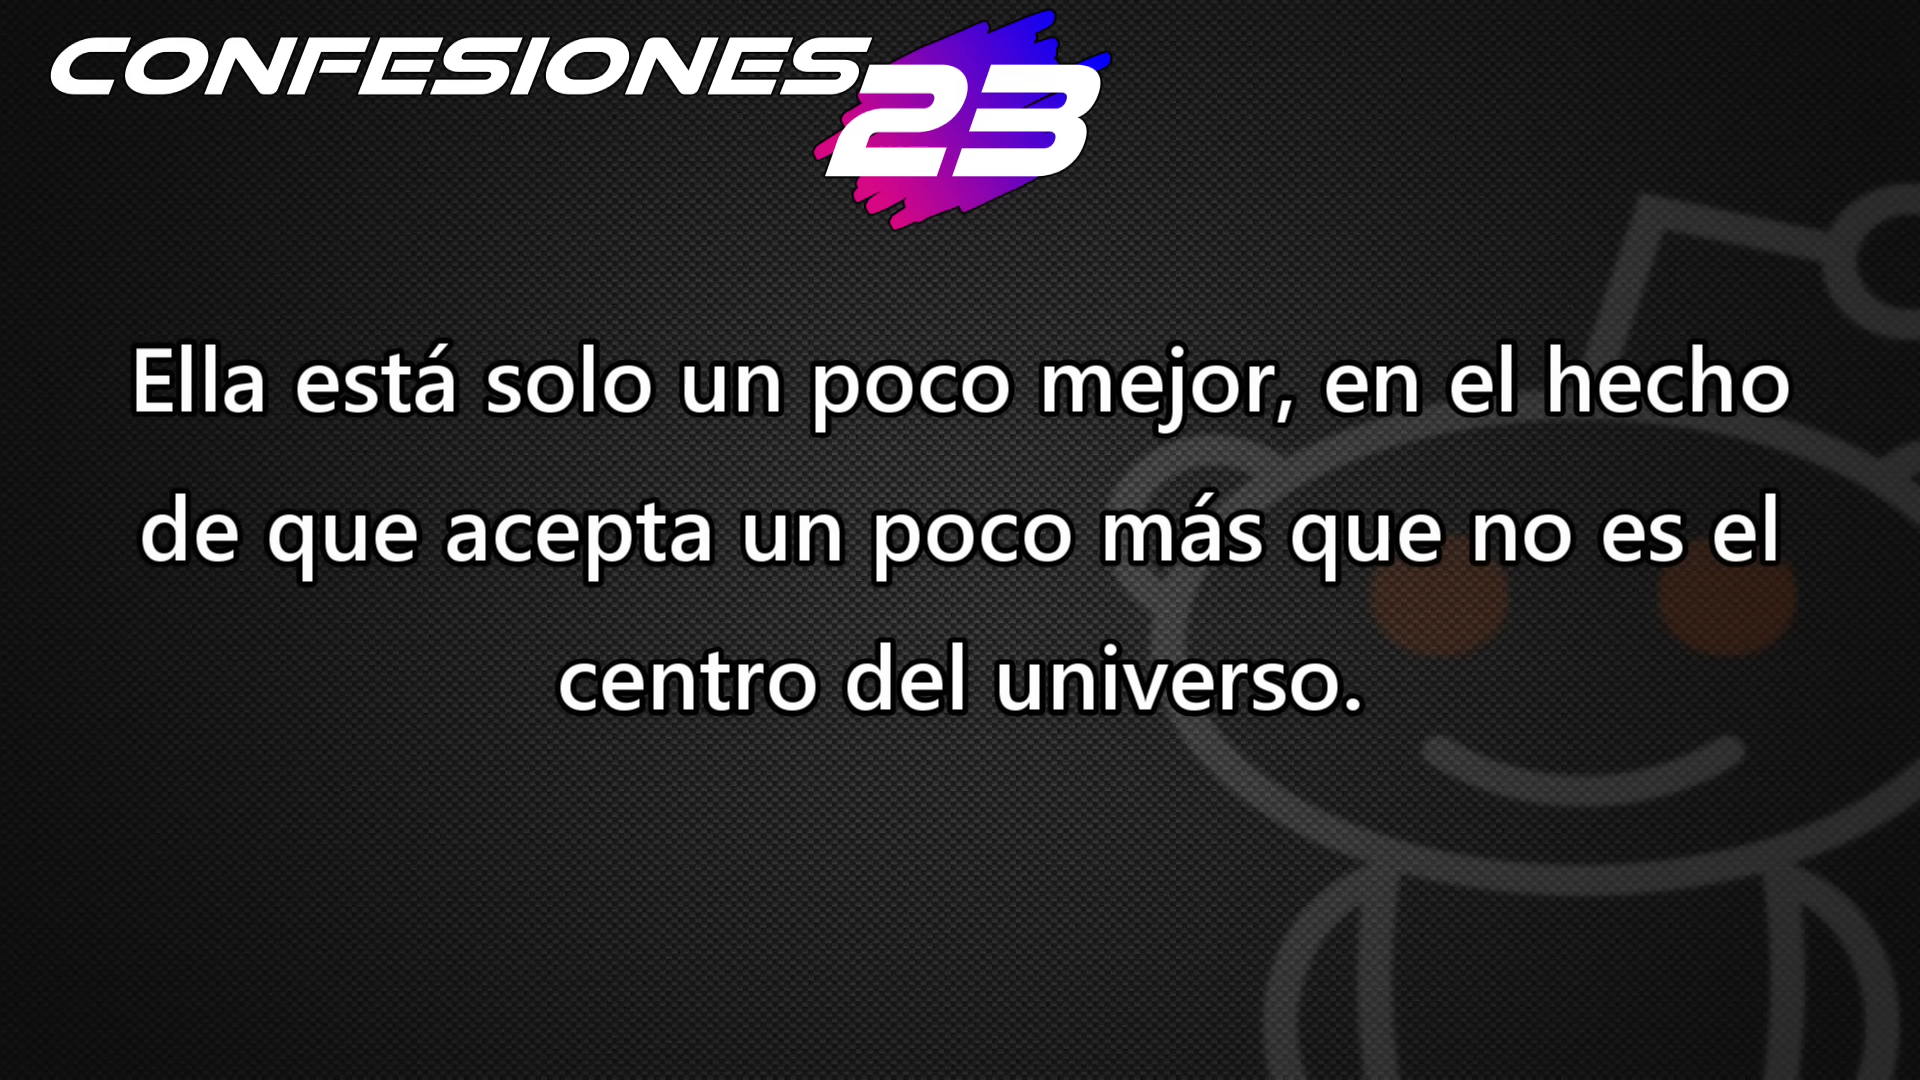 CONFESIONES
23
Ella está solo un poco mejor, en el hecho
de que acepta un poco más que no es el
centro del universo.